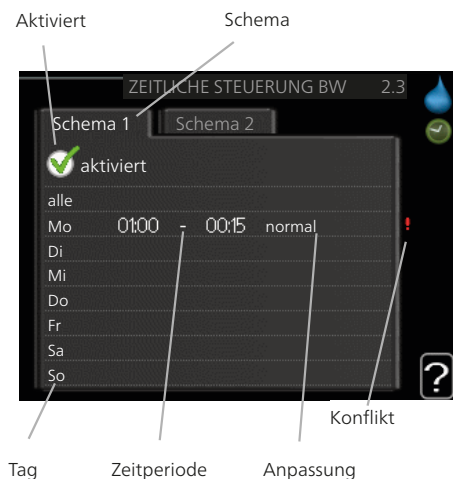 Aktiviert Schema
ZEITLICHE STEUERUNG BW 2.3
Schema 1 Schema 2
aktiviert
alle
Mo 01:00 - 00:15 normal !
Di
Mi
Do
Fr
Sa
So
?
Konflikt
Tag Zeitperiode Anpassung